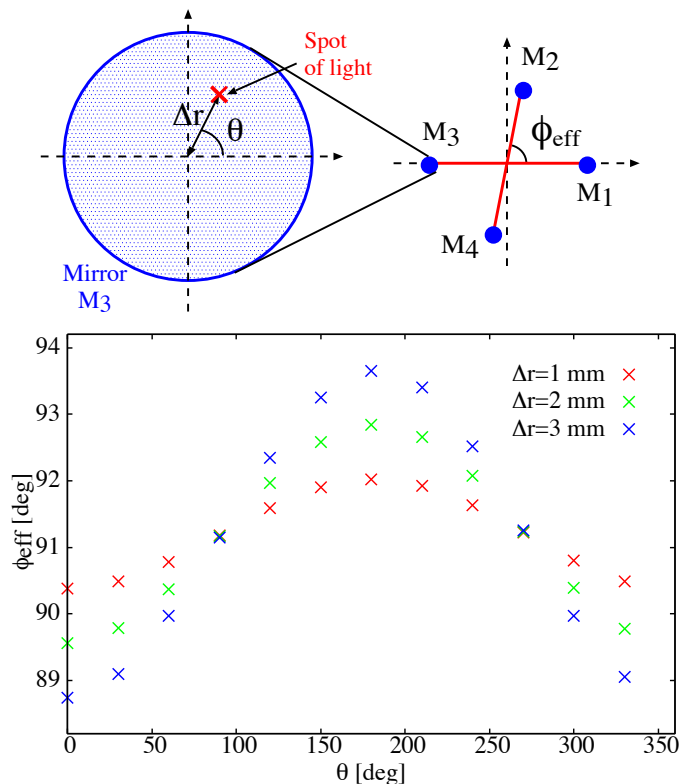 Spot
of light
Δr
θ
Mirror
M3
M2
M3
ϕeff
M1
M4
94
93
92
91
90
89
ϕeff [deg]
Δr=1 mm
Δr=2 mm
Δr=3 mm
0 50 100 150 200 250 300 350
θ [deg]